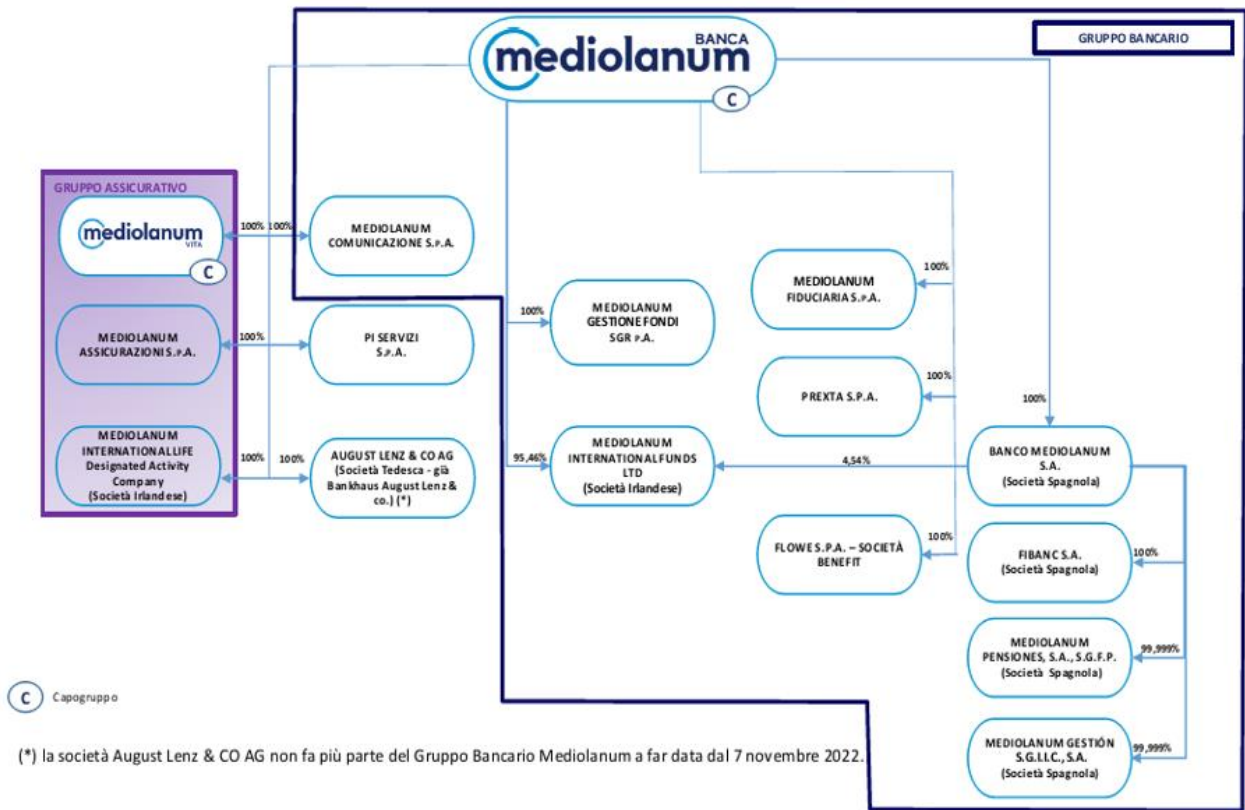 BANCA
mediolanum
C
GRUPPO BANCARIO
GRUPPO ASSICURATIVO
mediolanum
VITA
C
100%
100%
MEDIOLANUM
COMUNICAZIONE S.P.A.
MEDIOLANUM
ASSICURAZIONI S.P.A.
100%
PI SERVIZI
S.P.A.
MEDIOLANUM
INTERNATIONAL LIFE
Designated Activity
Company
(Società Irlandese)
100%
100%
AUGUST LENZ & CO AG
(Società Tedesca - già
Bankhaus August Lenz &
co.) (*)
100%
MEDIOLANUM
GESTIONE FONDI
SGR P.A.
95,46%
MEDIOLANUM
INTERNATIONAL FUNDS
LTD
(Società Irlandese)
4,54%
MEDIOLANUM
FIDUCIARIA S.P.A.
100%
PREXTA S.P.A.
100%
FLOWE S.P.A. – SOCIETÀ
BENEFIT
100%
100%
BANCO MEDIOLANUM
S.A.
(Società Spagnola)
FIBANC S.A.
(Società Spagnola)
100%
MEDIOLANUM
PENSIONES, S.A., S.G.F.P.
(Società Spagnola)
99,999%
MEDIOLANUM GESTIÓN
S.G.I.I.C., S.A.
(Società Spagnola)
99,999%
C Capogruppo
(*) la società August Lenz & CO AG non fa più parte del Gruppo Bancario Mediolanum a far data dal 7 novembre 2022.